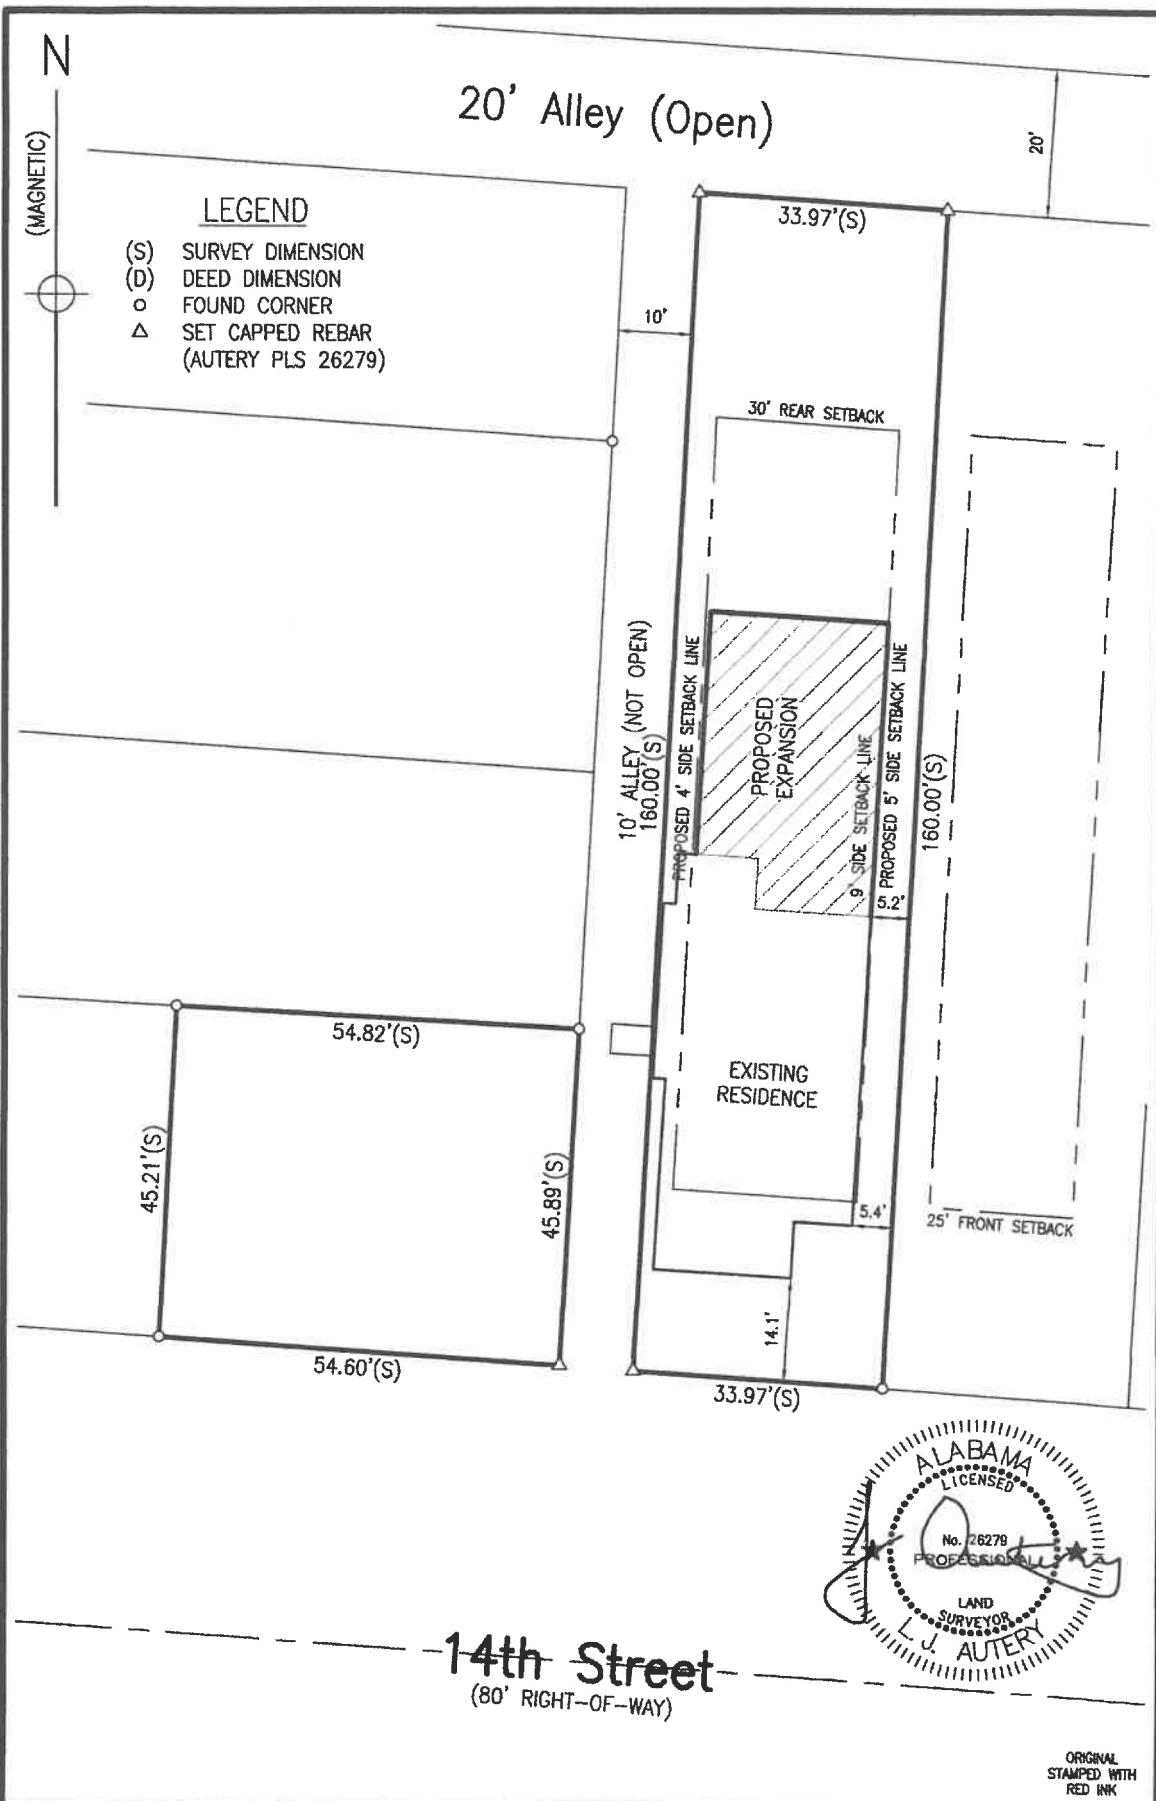 N
(MAGNETIC)
20' Alley (Open)
20'
LEGEND
(S) SURVEY DIMENSION
(D) DEED DIMENSION
○ FOUND CORNER
△ SET CAPPED REBAR
(AUTERY PLS 26279)
33.97'(S)
10'
30' REAR SETBACK
10' ALLEY (NOT OPEN)
160.00'(S)
PROPOSED 4' SIDE SETBACK LINE
PROPOSED
EXPANSION
9' SIDE SETBACK LINE
PROPOSED 5' SIDE SETBACK LINE
160.00'(S)
5.2'
54.82'(S)
45.21'(S)
45.89'(S)
54.60'(S)
EXISTING
RESIDENCE
5.4'
25' FRONT SETBACK
14.1'
33.97'(S)
ALABAMA
LICENSED
No. 26279
PROFESSIONAL
LAND
SURVEYOR
L. J. AUTERY
14th Street
(80' RIGHT-OF-WAY)
ORIGINAL
STAMPED WITH
RED INK